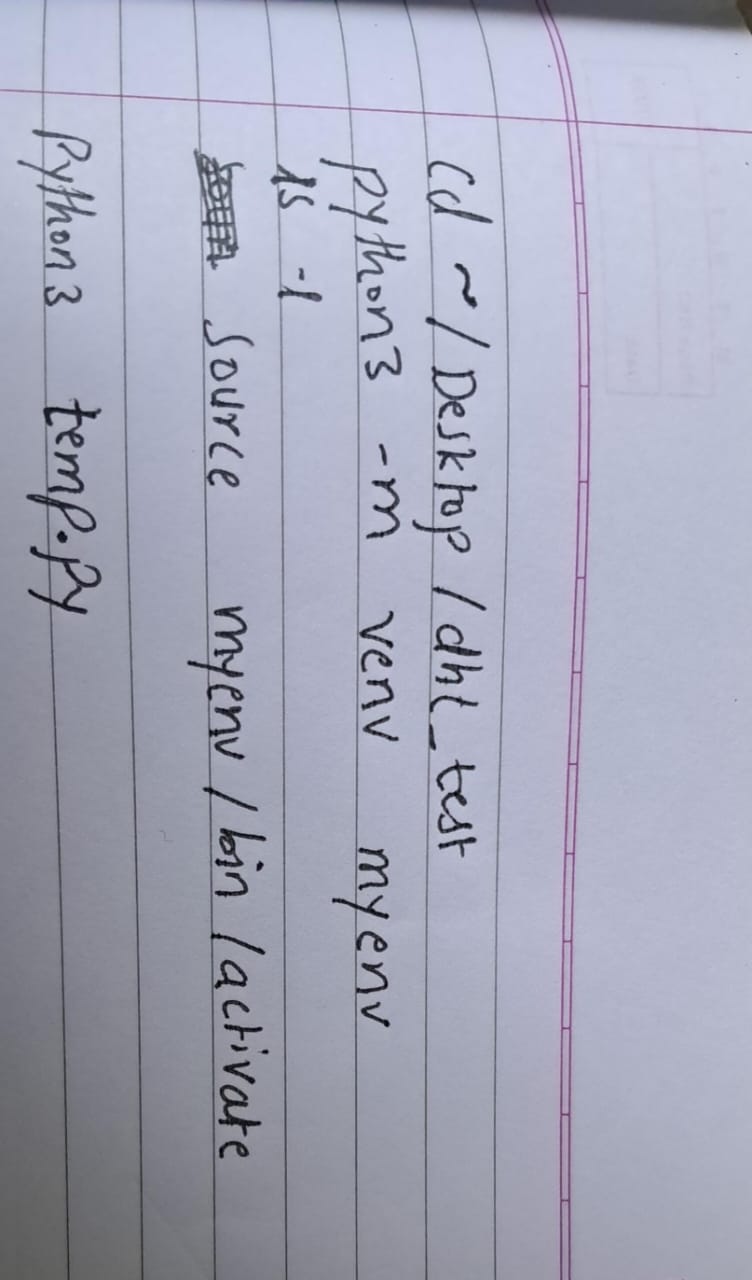 cd ~/Desktop/dht_test
python3 -m venv myenv
ls -l
source myenv/bin/activate
Python3 temp.py